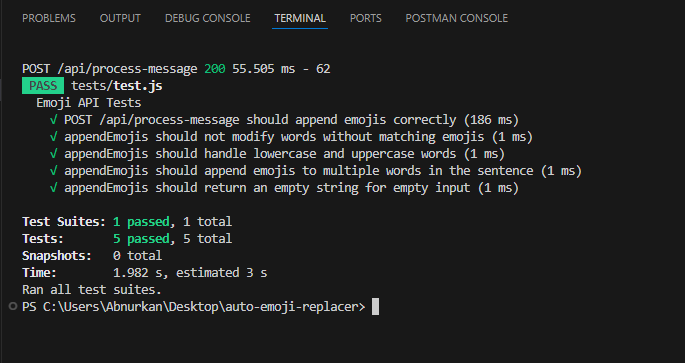 PROBLEMS OUTPUT DEBUG CONSOLE TERMINAL PORTS POSTMAN CONSOLE
POST /api/process-message 200 55.505 ms - 62
PASS tests/test.js
Emoji API Tests
√ POST /api/process-message should append emojis correctly (186 ms)
√ appendEmojis should not modify words without matching emojis (1 ms)
√ appendEmojis should handle lowercase and uppercase words (1 ms)
√ appendEmojis should append emojis to multiple words in the sentence (1 ms)
√ appendEmojis should return an empty string for empty input (1 ms)
Test Suites: 1 passed, 1 total
Tests: 5 passed, 5 total
Snapshots: 0 total
Time: 1.982 s, estimated 3 s
Ran all test suites.
PS C:\Users\Abnurkan\Desktop\auto-emoji-replacer>